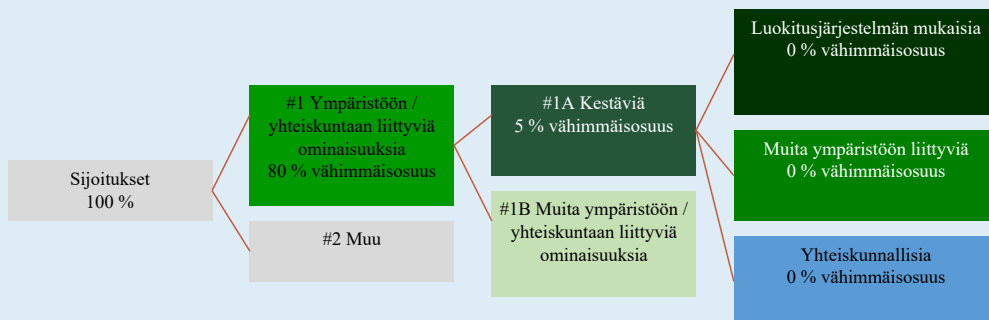 Sijoitukset
100 %
#1 Ympäristöön /
yhteiskuntaan liittyviä
ominaisuuksia
80 % vähimmäisosuus
#2 Muu
#1A Kestäviä
5 % vähimmäisosuus
#1B Muita ympäristöön /
yhteiskuntaan liittyviä
ominaisuuksia
Luokitusjärjestelmän mukaisia
0 % vähimmäisosuus
Muita ympäristöön liittyviä
0 % vähimmäisosuus
Yhteiskunnallisia
0 % vähimmäisosuus